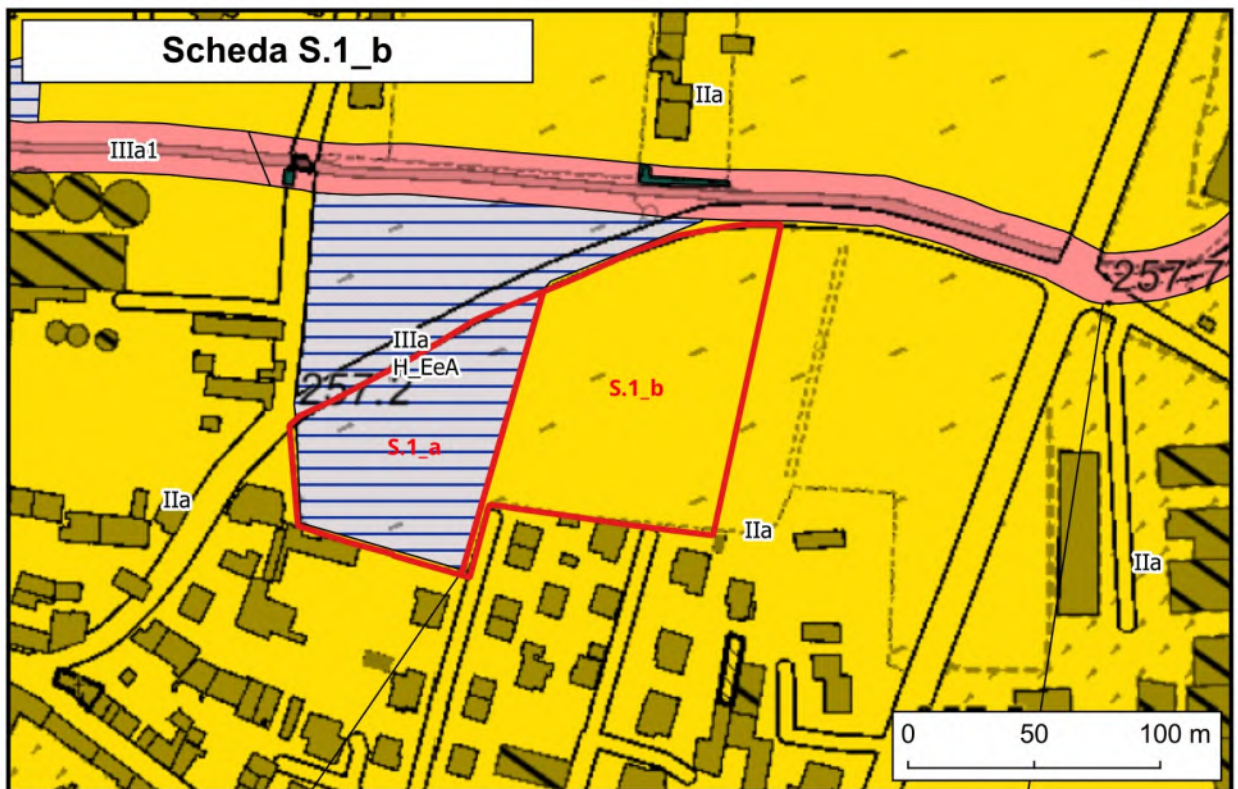 Scheda S.1_b
IIa
IIIa1
257.7
IIIa
H_EeA
257.2
S.1_b
S.1_a
IIa
IIa
IIa
0 50 100 m